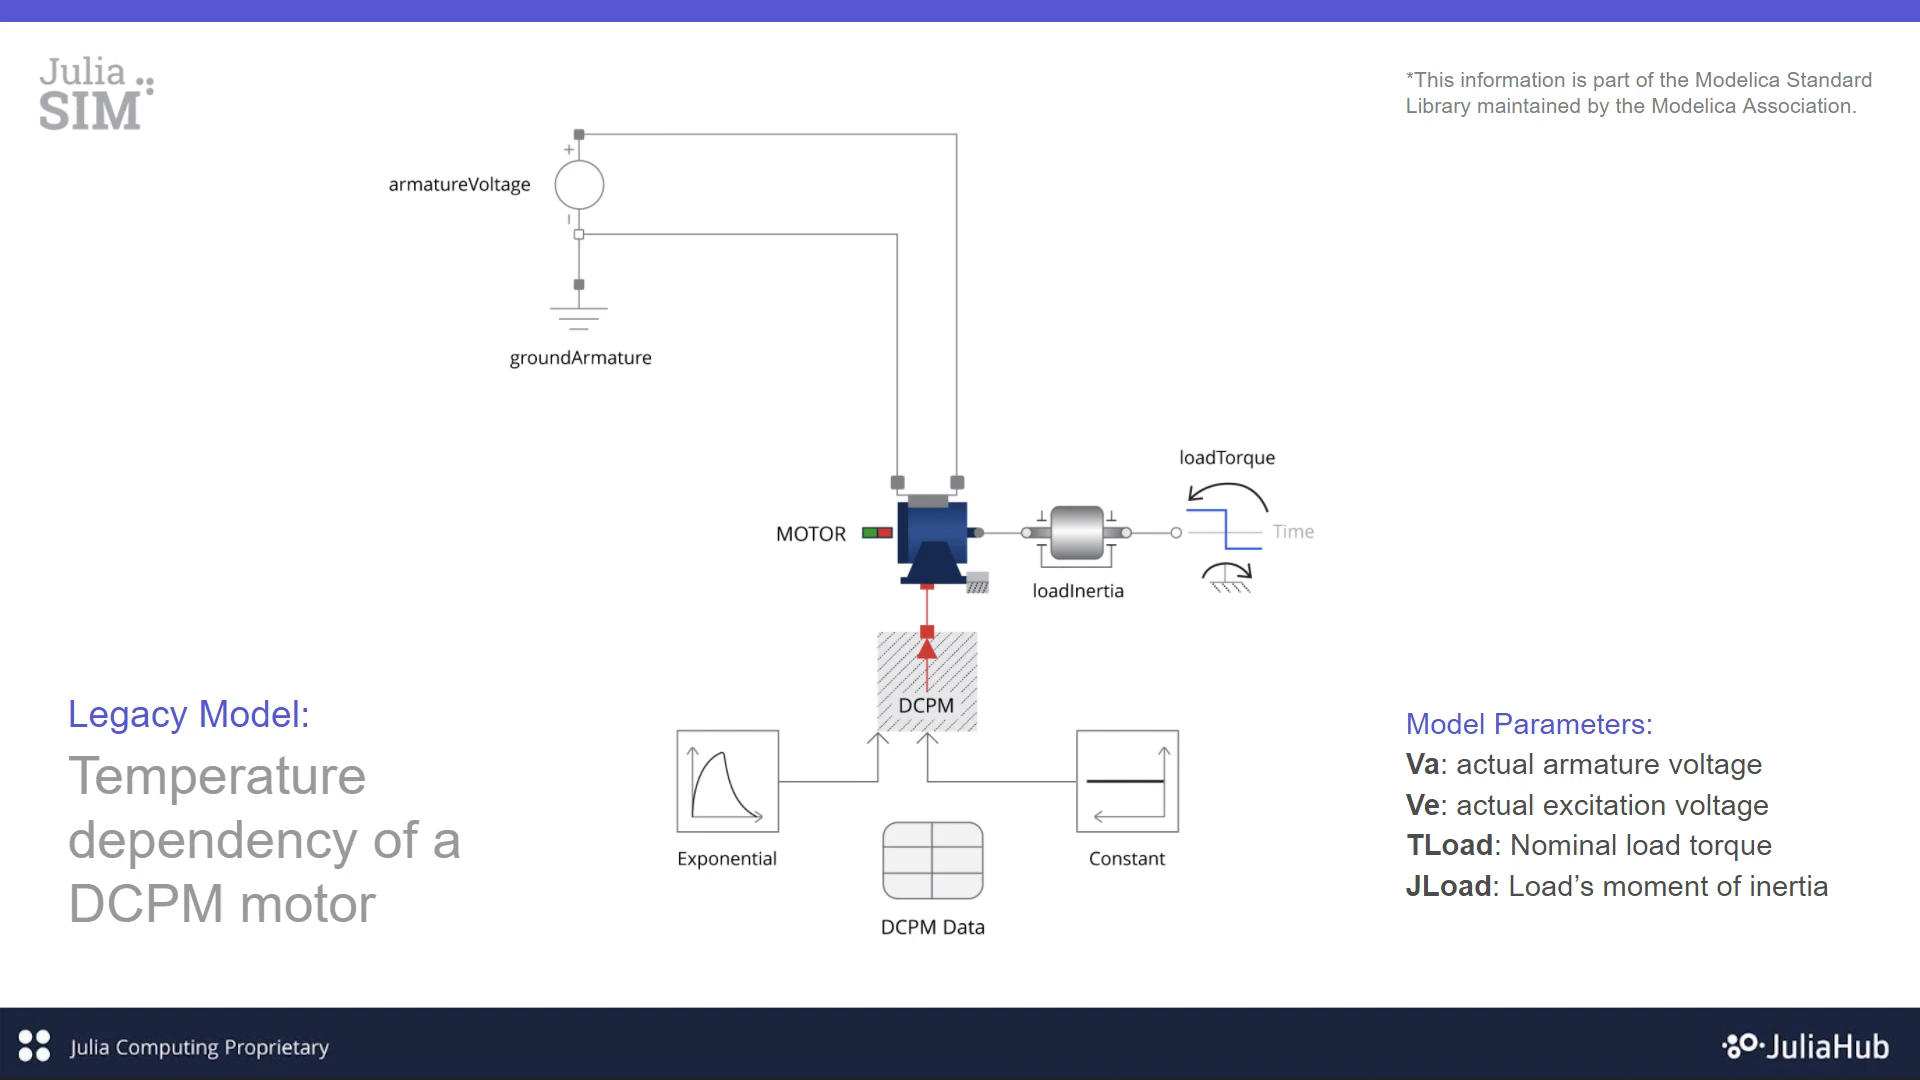 Julia
SIM
*This information is part of the Modelica Standard
Library maintained by the Modelica Association.
+
armatureVoltage
groundArmature
loadTorque
MOTOR
Time
loadInertia
DCPM
Legacy Model:
Temperature
dependency of a
DCPM motor
Exponential
Constant
DCPM Data
Model Parameters:
Va: actual armature voltage
Ve: actual excitation voltage
TLoad: Nominal load torque
JLoad: Load’s moment of inertia
Julia Computing Proprietary
JuliaHub